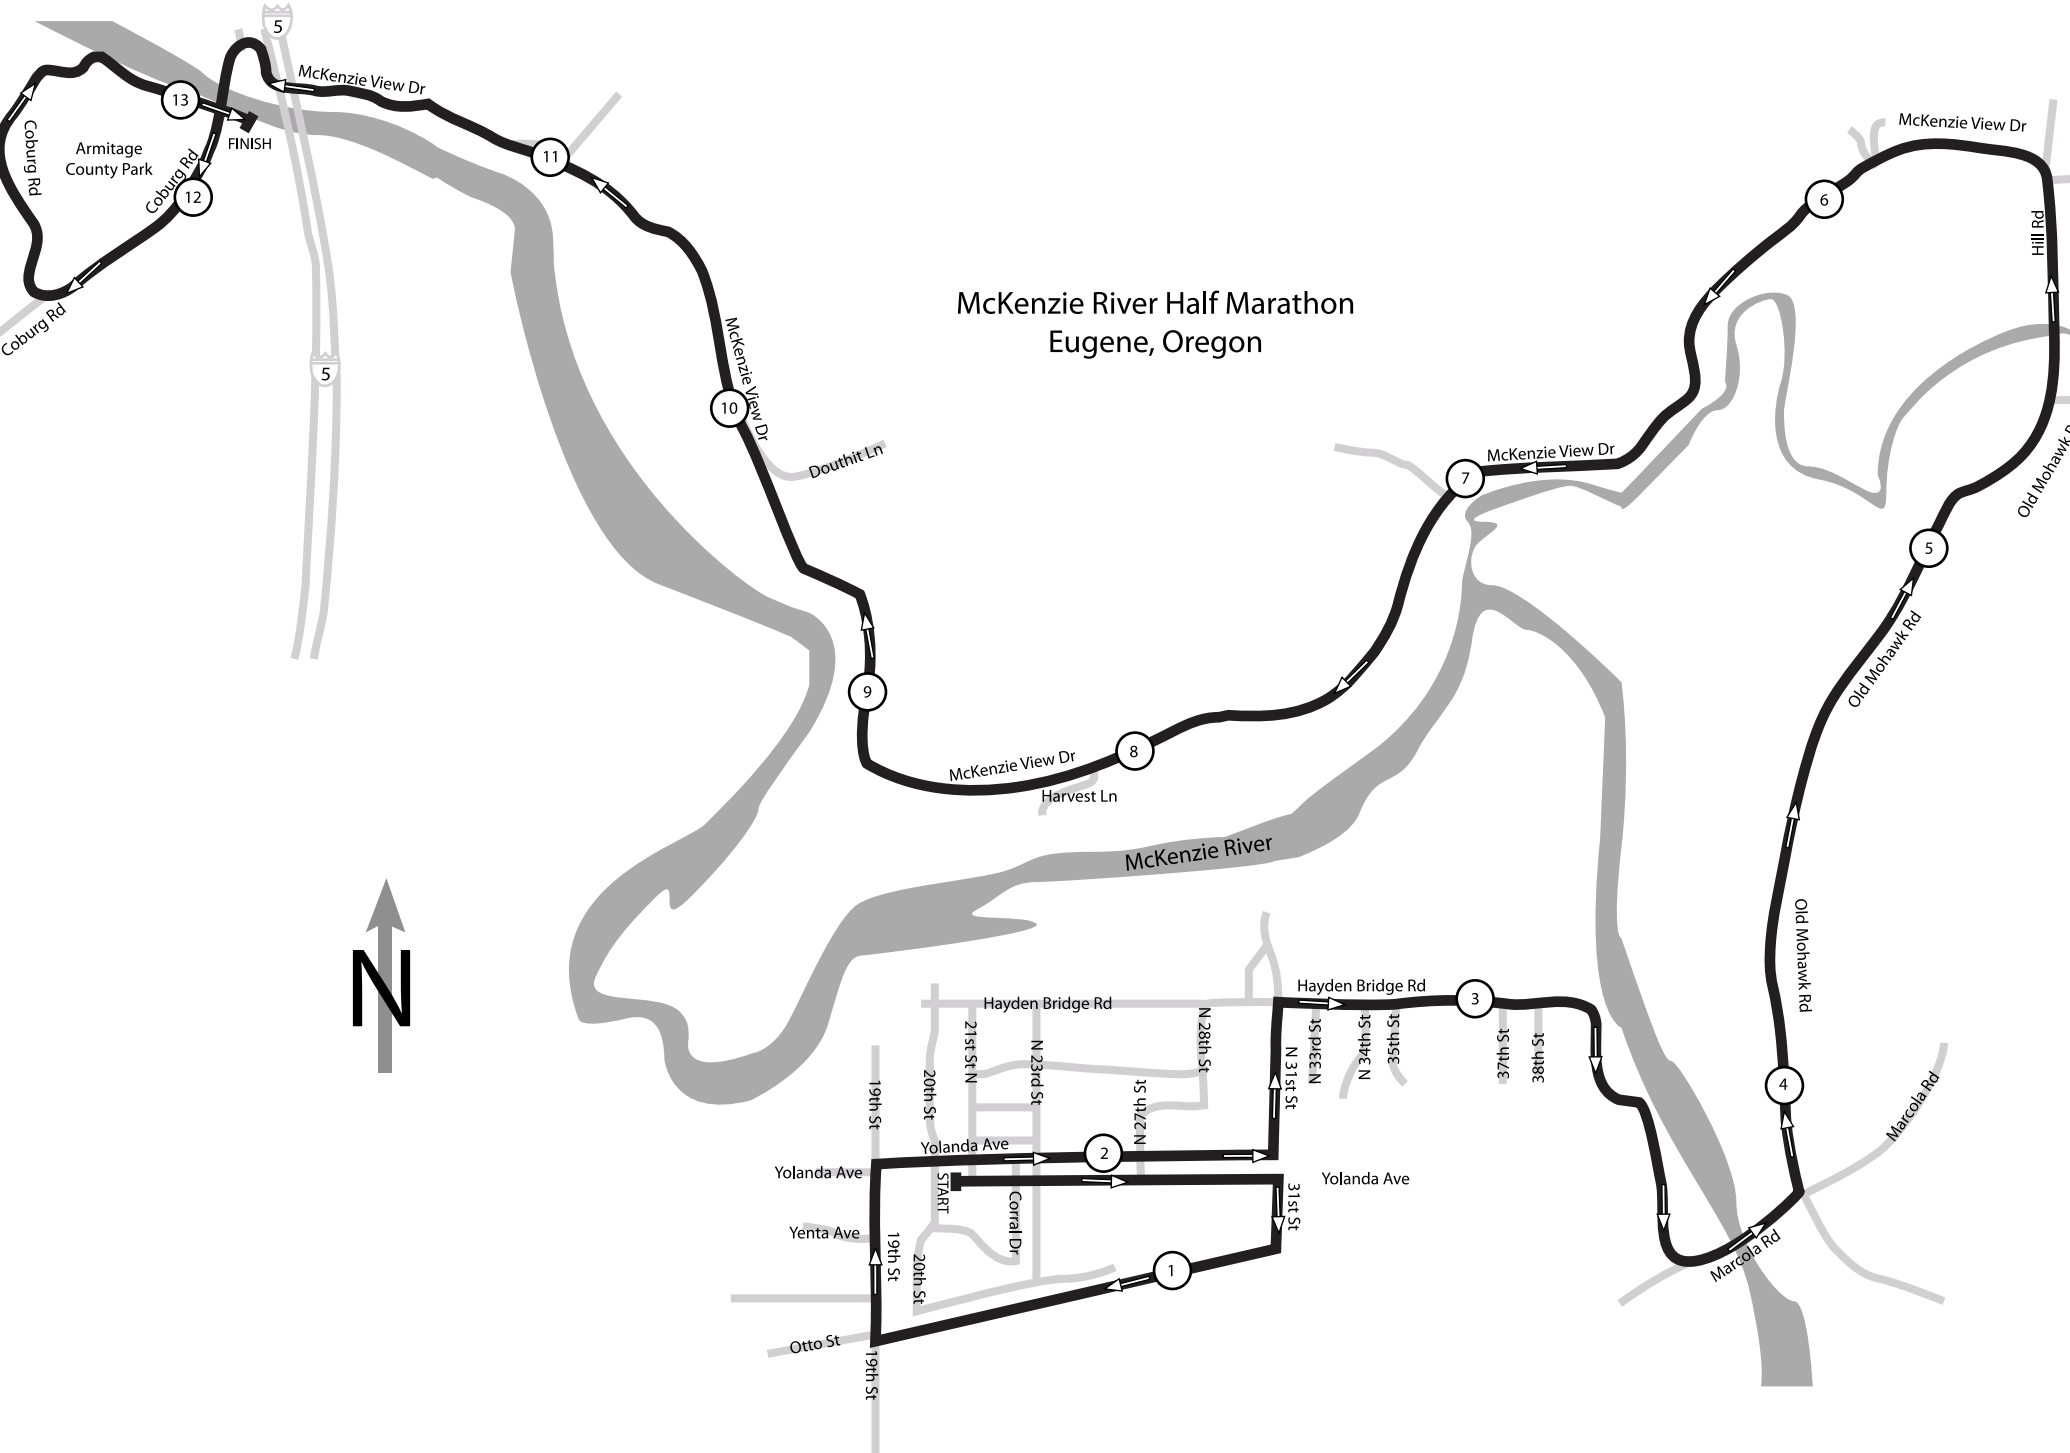 5
McKenzie View Dr
13
FINISH
Armitage
County Park
Coburg Rd
Coburg Rd
12
Coburg Rd
5
11
McKenzie View Dr
10
Douthit Ln
McKenzie River Half Marathon
Eugene, Oregon
McKenzie View Dr
6
Hill Rd
McKenzie View Dr
7
Old Mohawk
5
Old Mohawk Rd
9
8
McKenzie View Dr
Harvest Ln
McKenzie River
N
Old Mohawk Rd
Hayden Bridge Rd
Hayden Bridge Rd
3
21st St N
N 23rd St
N 28th St
N 31st St
N 33rd St
N 34th St
35th St
37th St
38th St
4
Marcola Rd
19th St
20th St
N 27th St
Yolanda Ave
2
Yolanda Ave
START
Corral Dr
Yolanda Ave
31st St
Yenta Ave
19th St
20th St
1
Marcola Rd
Otto St
19th St